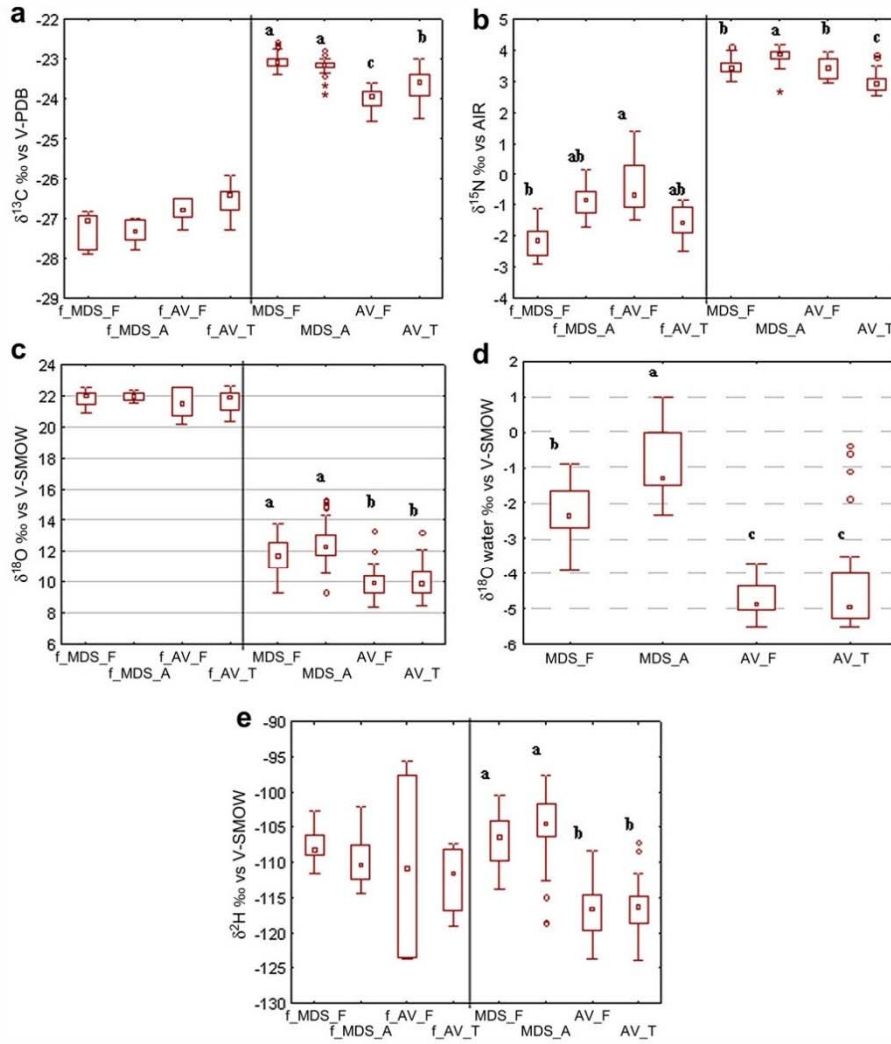 a
δ13C ‰ vs V-PDB
-22
-23
-24
-25
-26
-27
-28
-29
a
a
c
b
f_MDS_F
f_MDS_A
f_AV_F
f_AV_T
MDS_F
MDS_A
AV_F
AV_T
b
δ15N ‰ vs AIR
5
4
3
2
1
0
-1
-2
-3
-4
b
ab
a
ab
b
a
b
c
f_MDS_F
f_MDS_A
f_AV_F
f_AV_T
MDS_F
MDS_A
AV_F
AV_T
c
δ18O ‰ vs V-SMOW
24
22
20
18
16
14
12
10
8
6
a
a
b
b
f_MDS_F
f_MDS_A
f_AV_F
f_AV_T
MDS_F
MDS_A
AV_F
AV_T
d
δ18O water ‰ vs V-SMOW
2
1
0
-1
-2
-3
-4
-5
-6
b
a
c
c
MDS_F
MDS_A
AV_F
AV_T
e
δ2H ‰ vs V-SMOW
-90
-95
-100
-105
-110
-115
-120
-125
-130
a
a
b
b
f_MDS_F
f_MDS_A
f_AV_F
f_AV_T
MDS_F
MDS_A
AV_F
AV_T